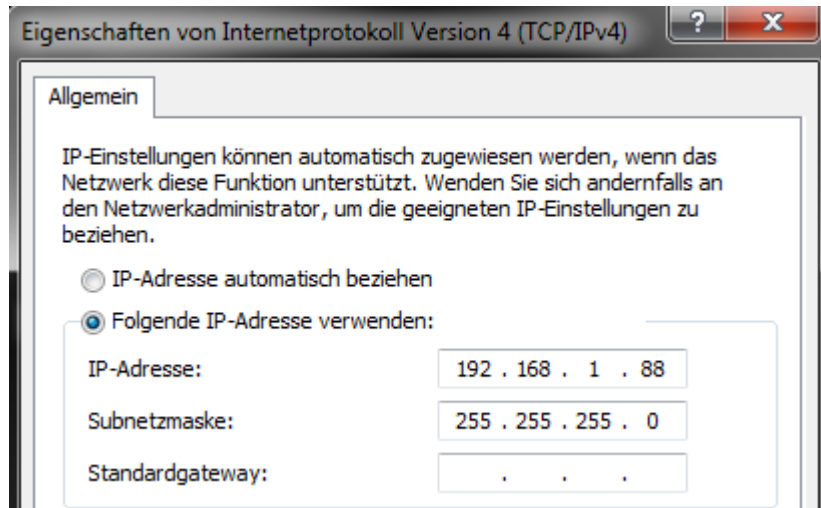 Eigenschaften von Internetprotokoll Version 4 (TCP/IPv4)
?
X
Allgemein
IP-Einstellungen können automatisch zugewiesen werden, wenn das
Netzwerk diese Funktion unterstützt. Wenden Sie sich andernfalls an
den Netzwerkadministrator, um die geeigneten IP-Einstellungen zu
beziehen.
IP-Adresse automatisch beziehen
Folgende IP-Adresse verwenden:
IP-Adresse: 192 . 168 . 1 . 88
Subnetzmaske: 255 . 255 . 255 . 0
Standardgateway: . . .